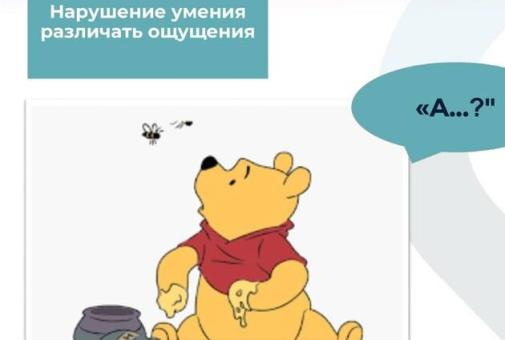 Нарушение умения
различать ощущения
«А...?"